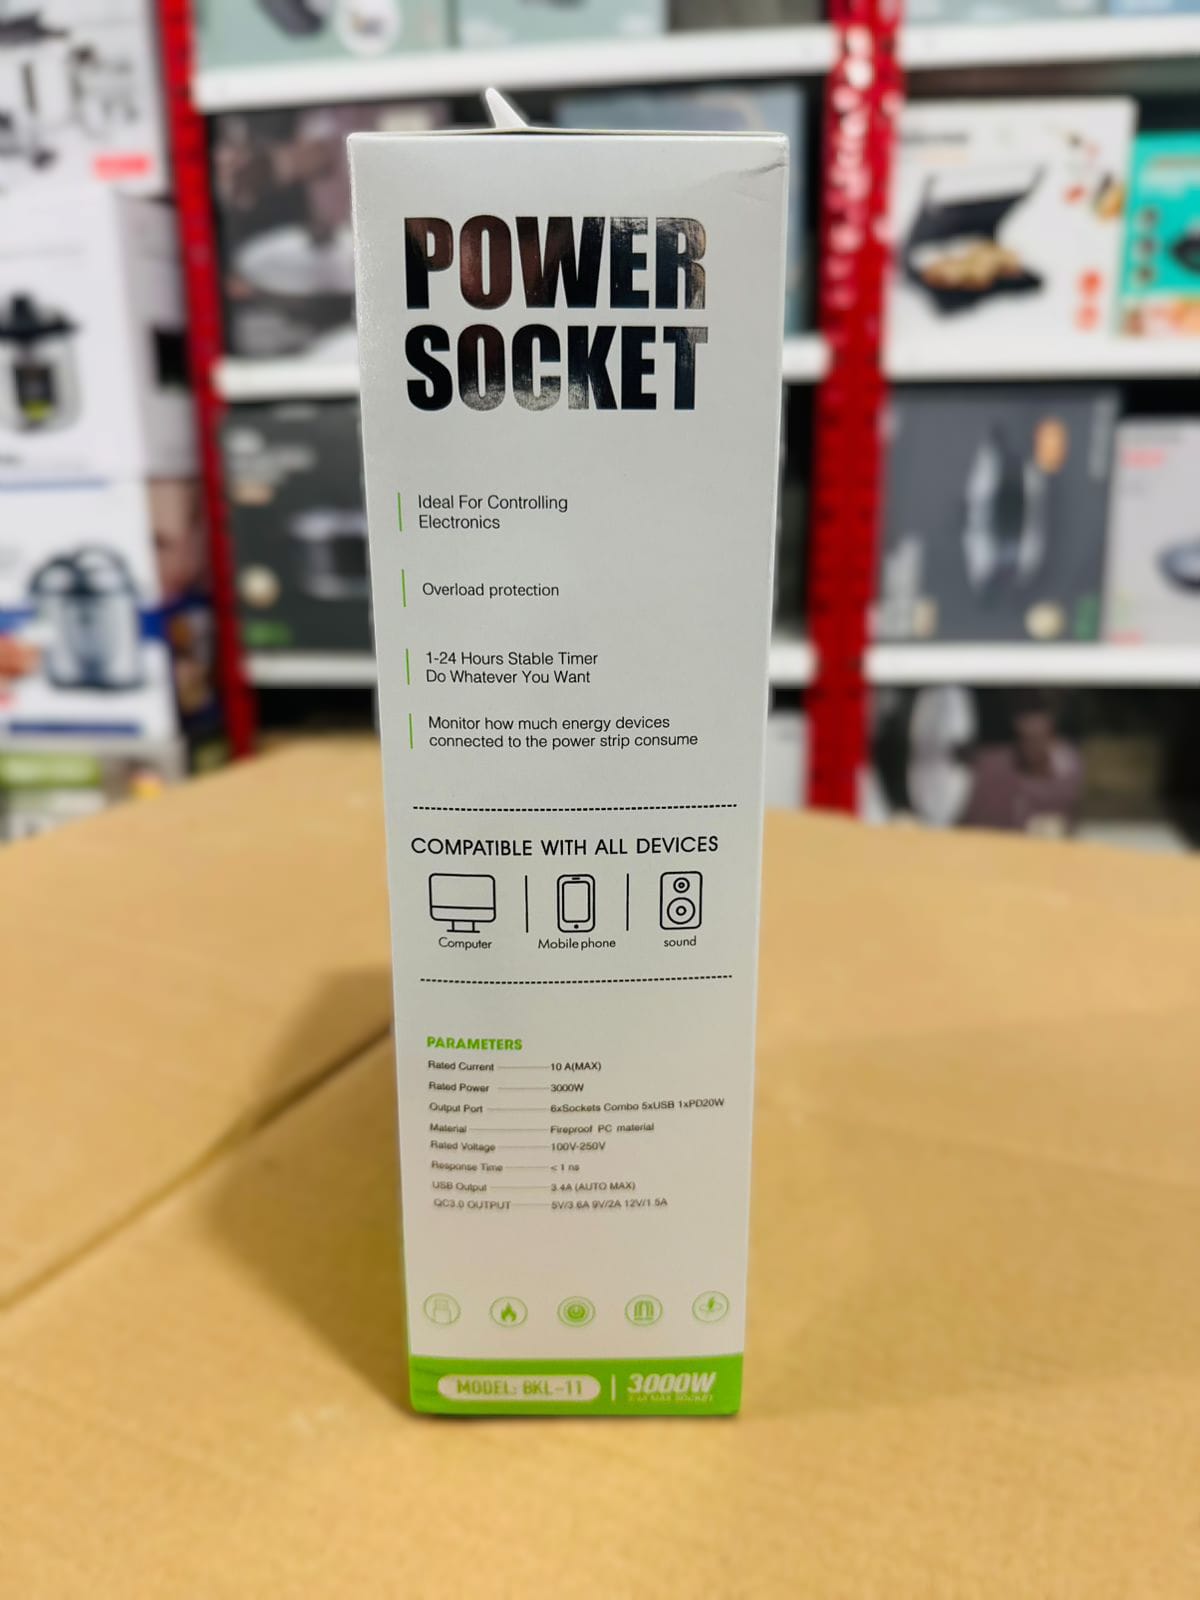 POWER
SOCKET
Ideal For Controlling
Electronics
Overload protection
1-24 Hours Stable Timer
Do Whatever You Want
Monitor how much energy devices
connected to the power strip consume
COMPATIBLE WITH ALL DEVICES
Computer
Mobile phone
sound
PARAMETERS
Rated Current 10 A(MAX)
Rated Power 3000W
Output Port 6xSockets Combo 5xUSB 1xPD20W
Material Fireproof PC material
Rated Voltage 100V-250V
Response Time < 1 ns
USB Output 3.4A (AUTO MAX)
QC3.0 OUTPUT 5V/3.6A 9V/2A 12V/1.5A
MODEL: BKL-11
3000W